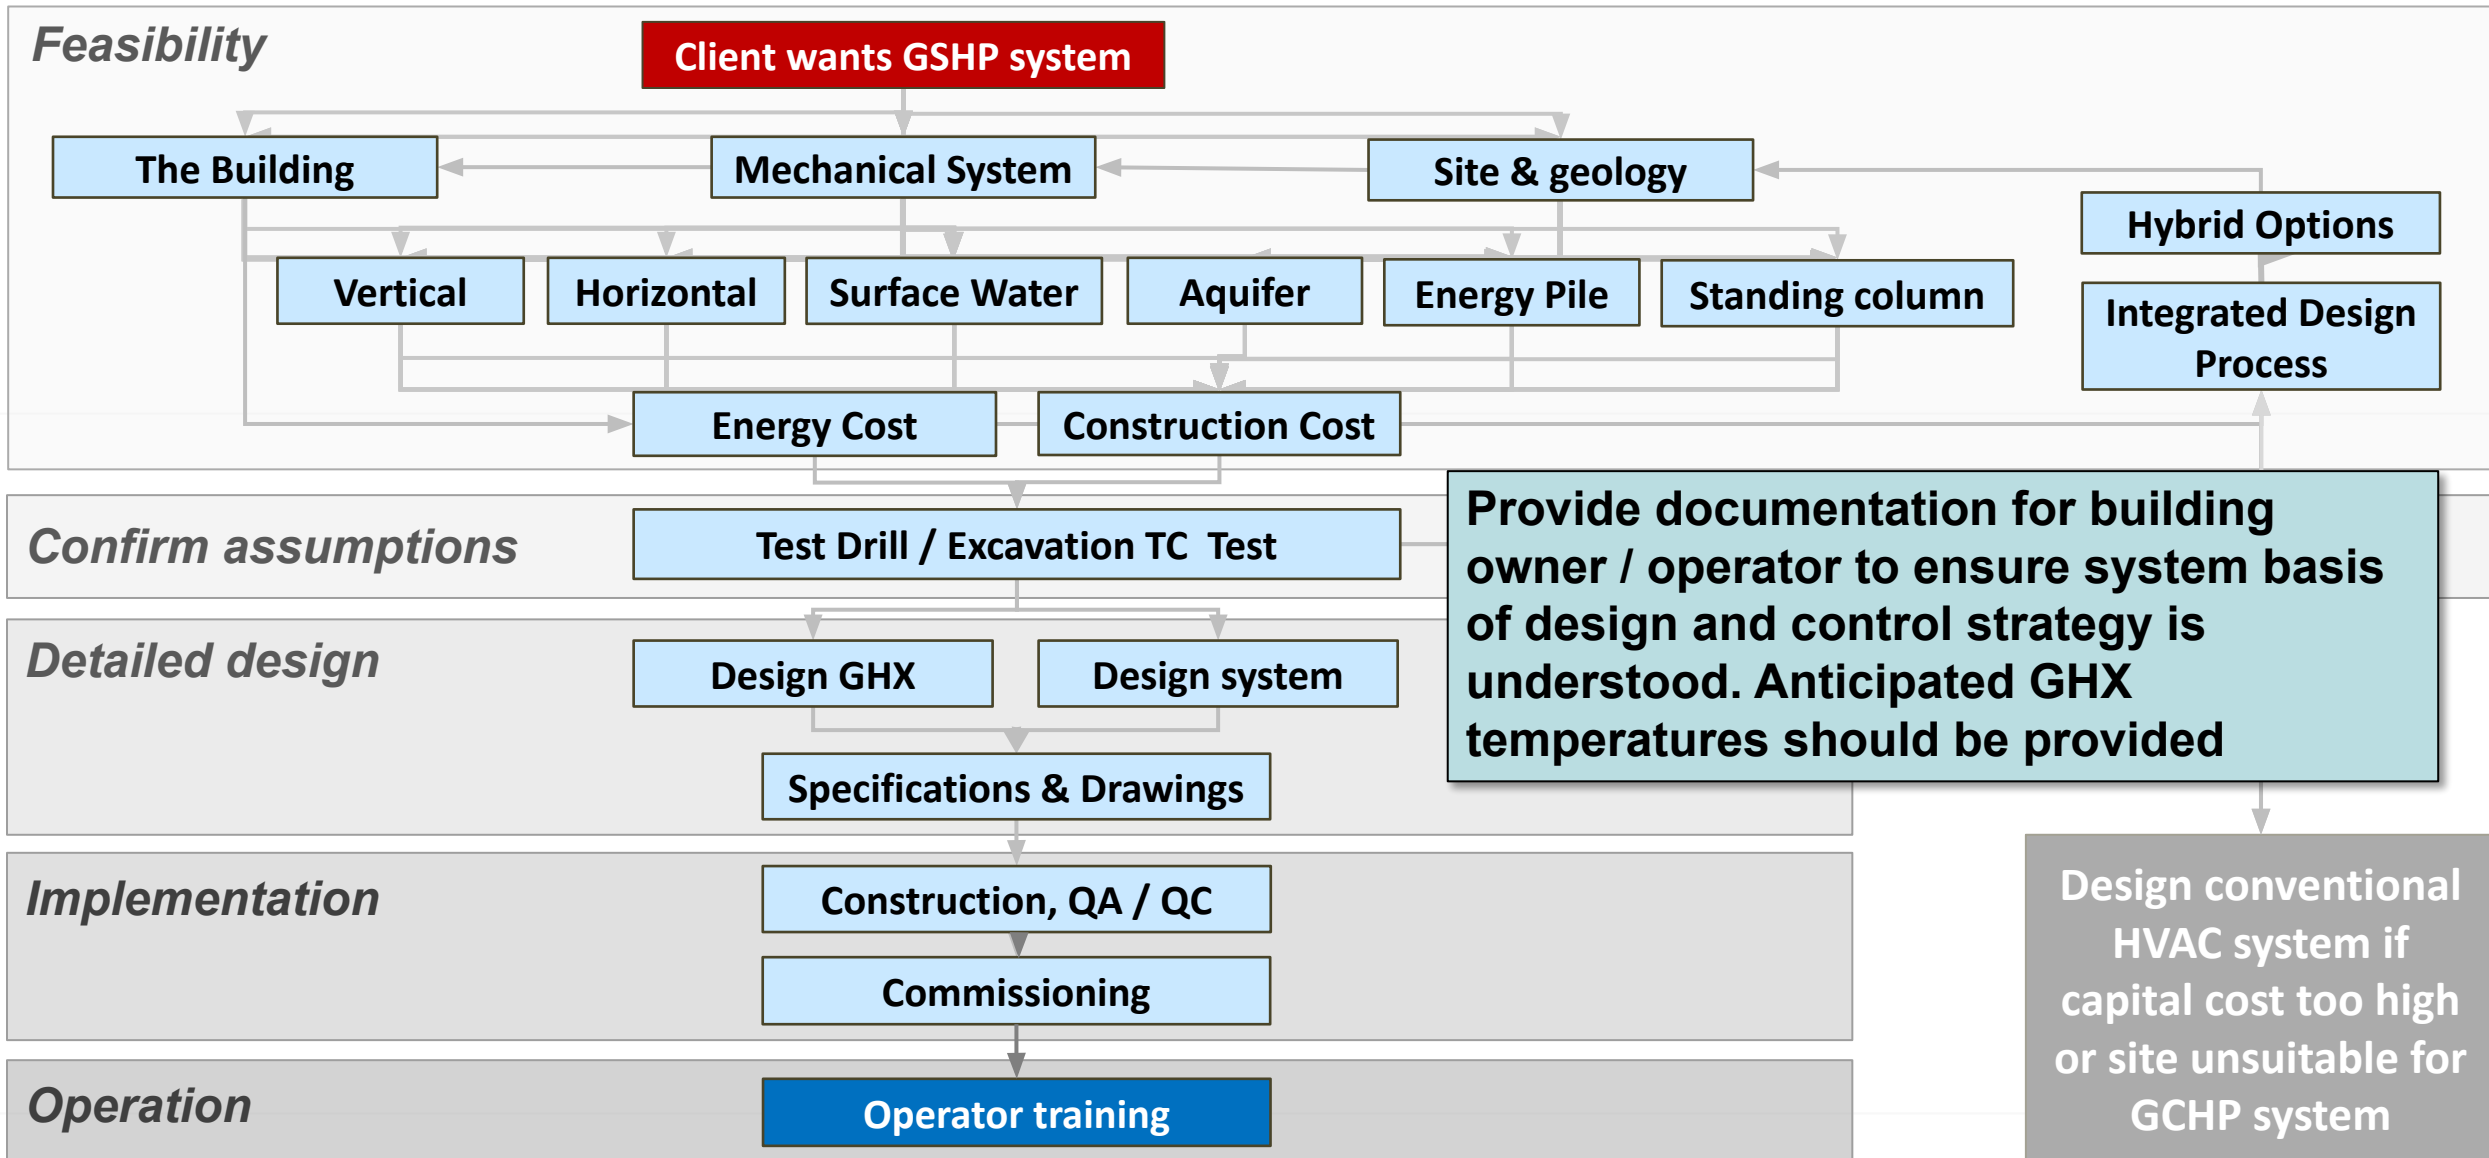 Feasibility
Client wants GSHP system
The Building
Mechanical System
Site & geology
Hybrid Options
Vertical
Horizontal
Surface Water
Aquifer
Energy Pile
Standing column
Integrated Design
Process
Energy Cost
Construction Cost
Confirm assumptions
Test Drill / Excavation TC  Test
Provide documentation for building
owner / operator to ensure system basis
of design and control strategy is
understood. Anticipated GHX
temperatures should be provided
Detailed design
Design GHX
Design system
Specifications & Drawings
Implementation
Construction, QA / QC
Commissioning
Design conventional
HVAC system if
capital cost too high
or site unsuitable for
GCHP system
Operation
Operator training